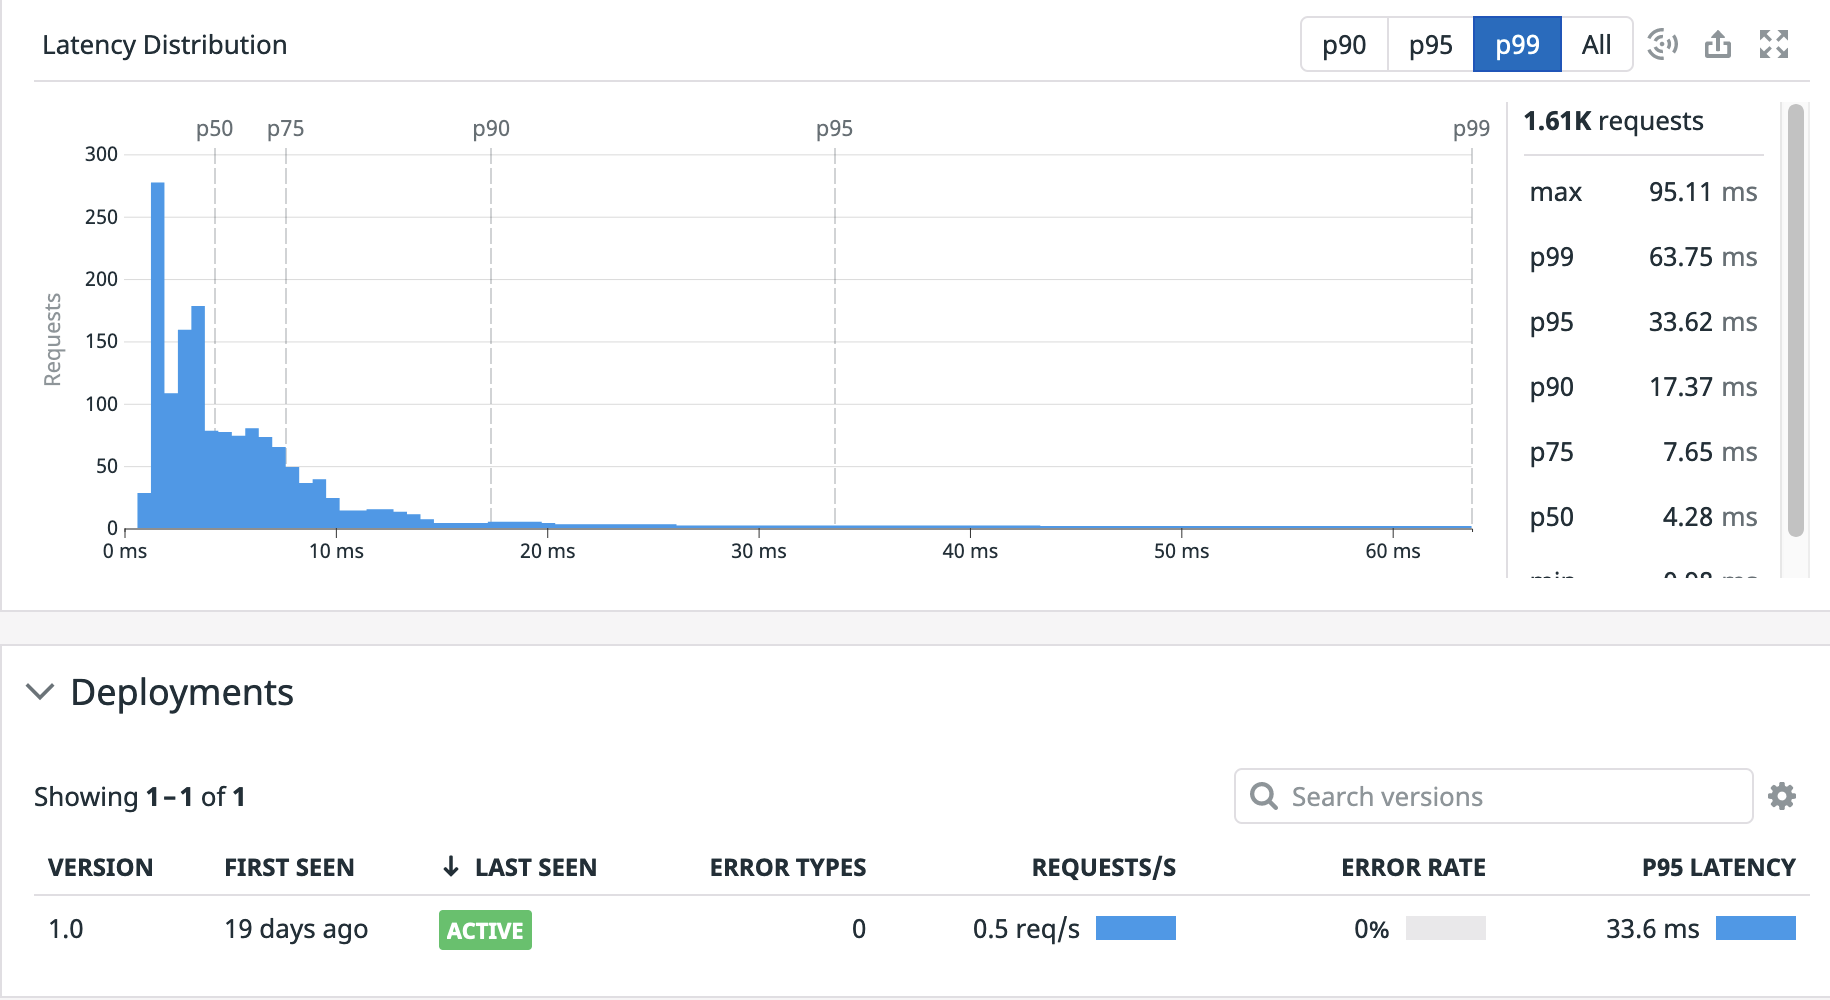 Latency Distribution
p90 p95 p99 All
p50 p75 p90 p95 p99
300
250
200
150
100
50
0
Requests
0 ms 10 ms 20 ms 30 ms 40 ms 50 ms 60 ms
1.61K requests
max 95.11 ms
p99 63.75 ms
p95 33.62 ms
p90 17.37 ms
p75 7.65 ms
p50 4.28 ms
Deployments
Showing 1–1 of 1
Search versions
VERSION FIRST SEEN ↓ LAST SEEN ERROR TYPES REQUESTS/S ERROR RATE P95 LATENCY
1.0 19 days ago ACTIVE 0 0.5 req/s 0% 33.6 ms